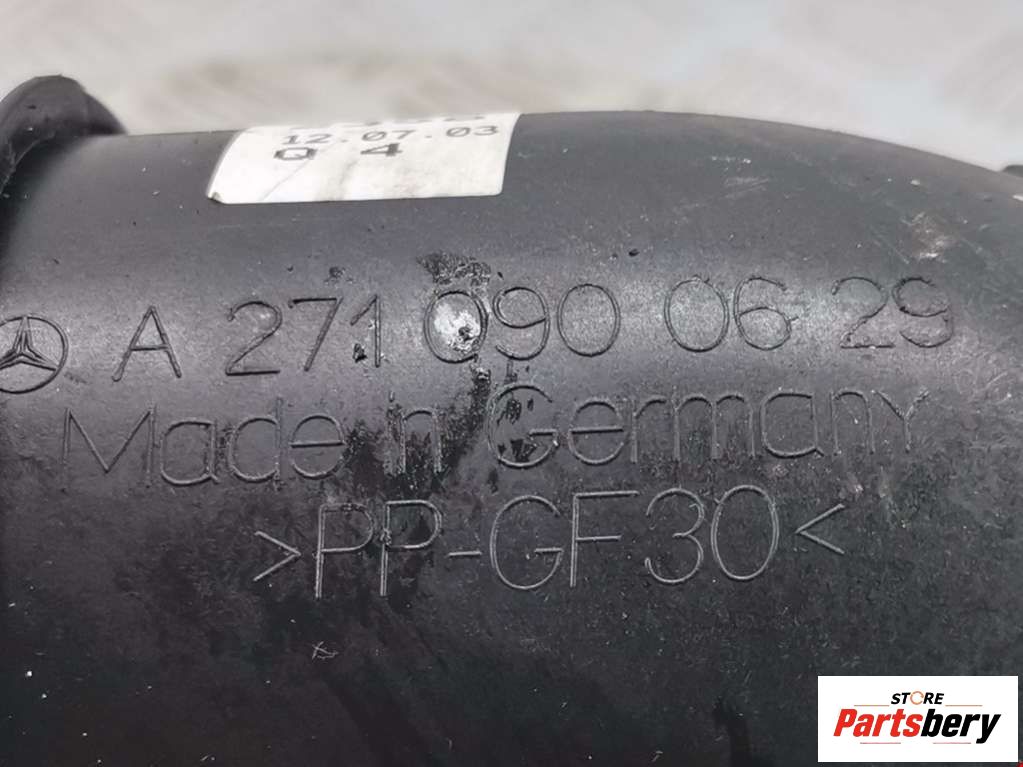 12.07.03
Q 4
A 271 090 06 29
Made in Germany
>PP-GF30<
STORE
Partsbery